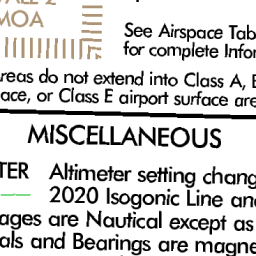 MOA
See Airspace Tab
for complete Infor
reas do not extend into Class A, E
ace, or Class E airport surface are
MISCELLANEOUS
TER Altimeter setting chang
2020 Isogonic Line and
ages are Nautical except as
als and Bearings are magne